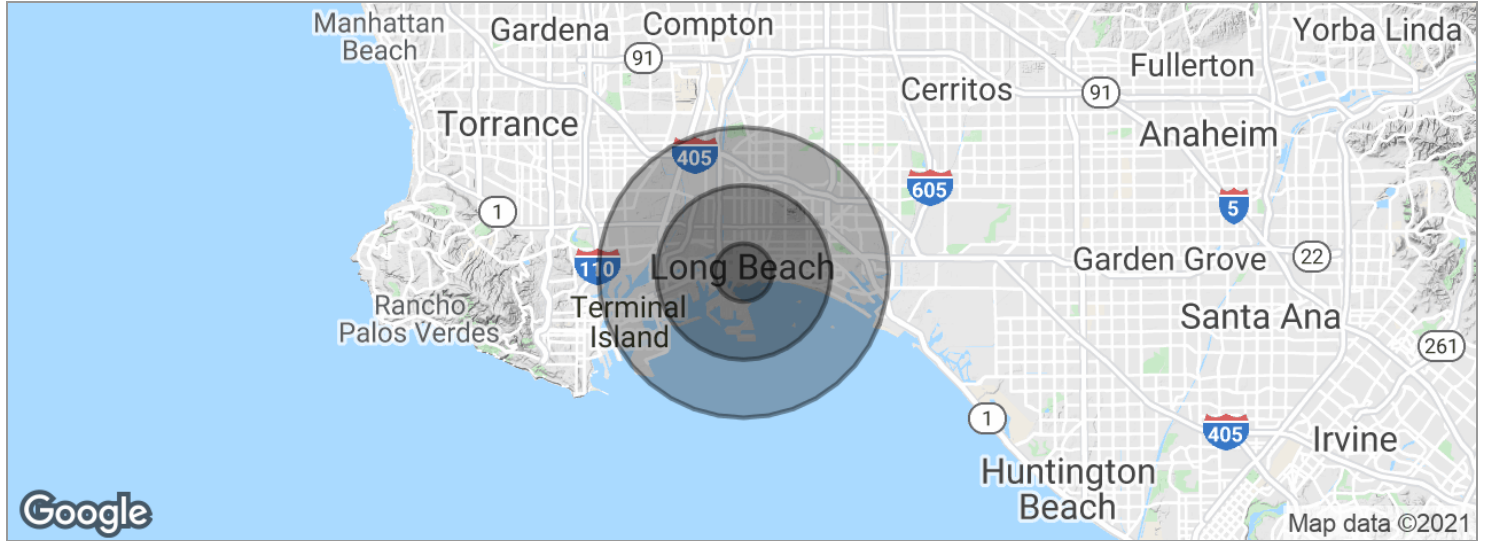 Manhattan
Beach
Gardena
Compton
Yorba Linda
91
Fullerton
Cerritos
91
Torrance
Anaheim
405
605
1
5
110
Long Beach
Garden Grove
22
Rancho
Palos Verdes
Terminal
Island
Santa Ana
261
1
405
Irvine
Huntington
Beach
Google
Map data ©2021